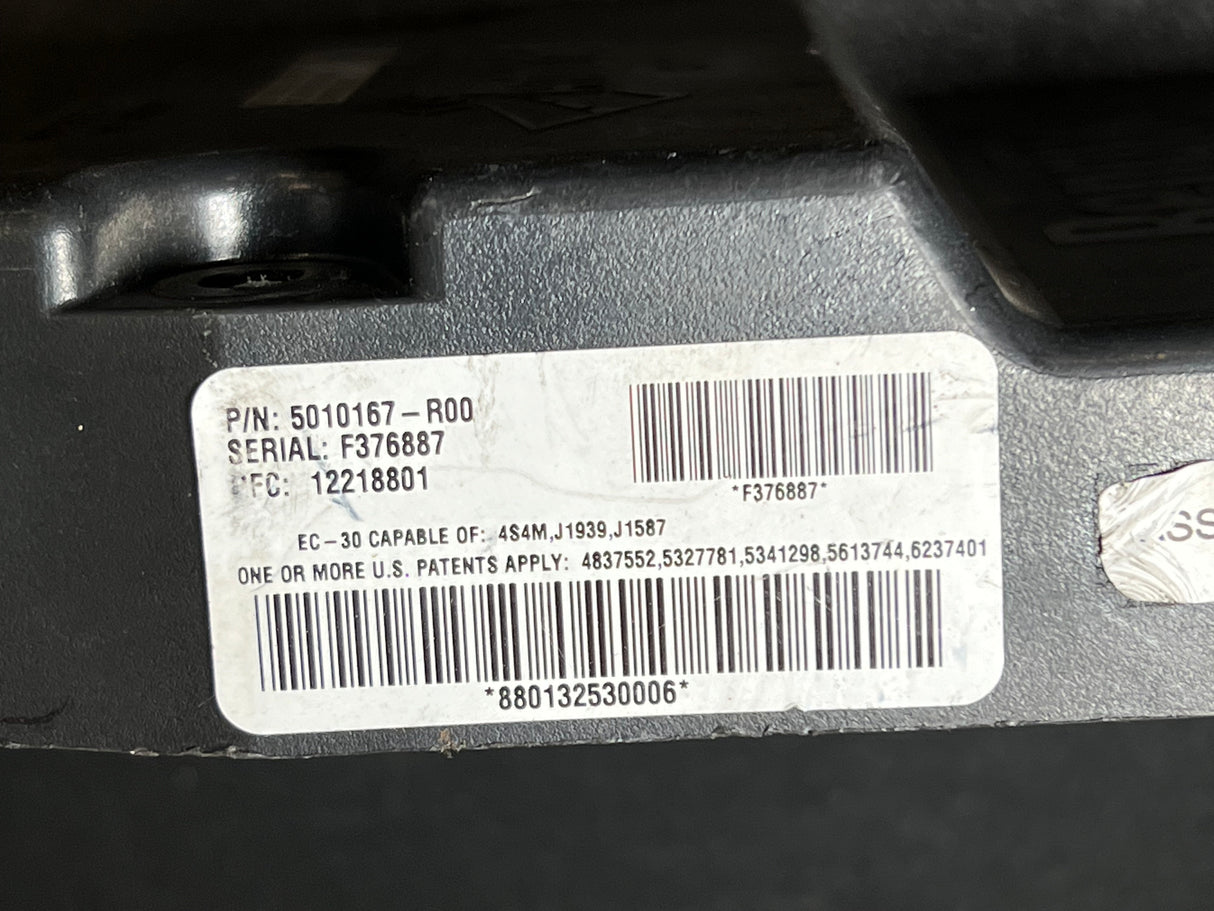 P/N: 5010167-R00
SERIAL: F376887
FC: 12218801
*F376887*
EC-30 CAPABLE OF: 4S4M,J1939,J1587
ONE OR MORE U.S. PATENTS APPLY: 4837552,5327781,5341298,5613744,6237401
*880132530006*